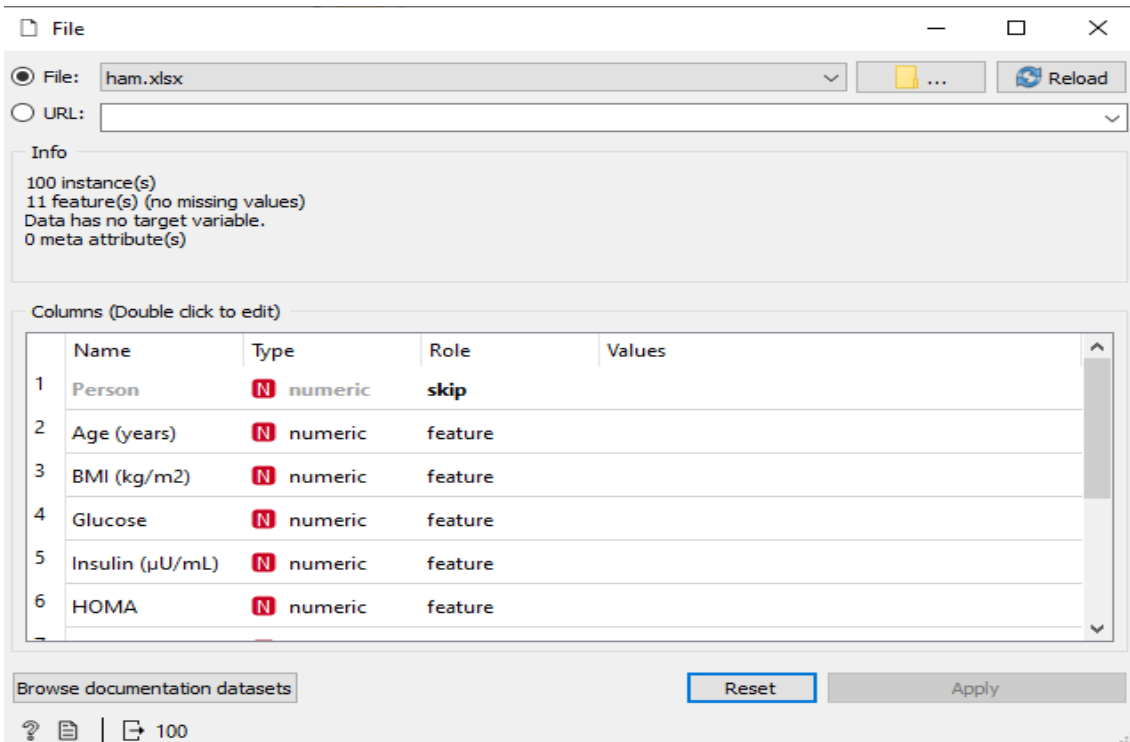 File
File: ham.xlsx ... Reload
URL:
Info
100 instance(s)
11 feature(s) (no missing values)
Data has no target variable.
0 meta attribute(s)
Columns (Double click to edit)
Name Type Role Values
1 Person N numeric skip
2 Age (years) N numeric feature
3 BMI (kg/m2) N numeric feature
4 Glucose N numeric feature
5 Insulin (µU/mL) N numeric feature
6 HOMA N numeric feature
Browse documentation datasets Reset Apply
? 100